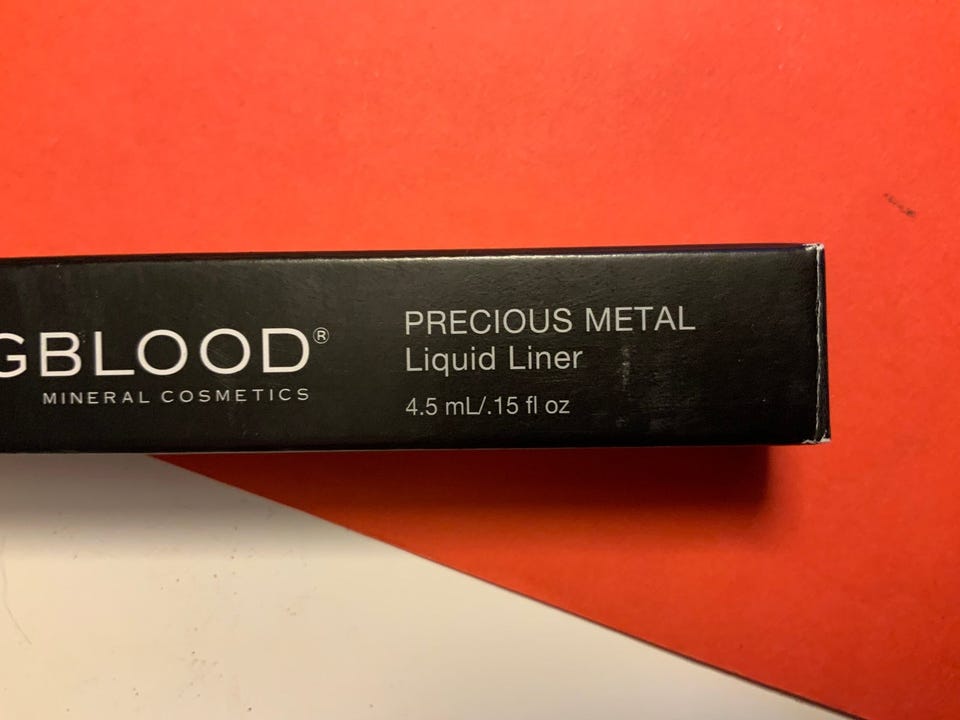 GBLOOD®
MINERAL COSMETICS
PRECIOUS METAL
Liquid Liner
4.5 mL/.15 fl oz